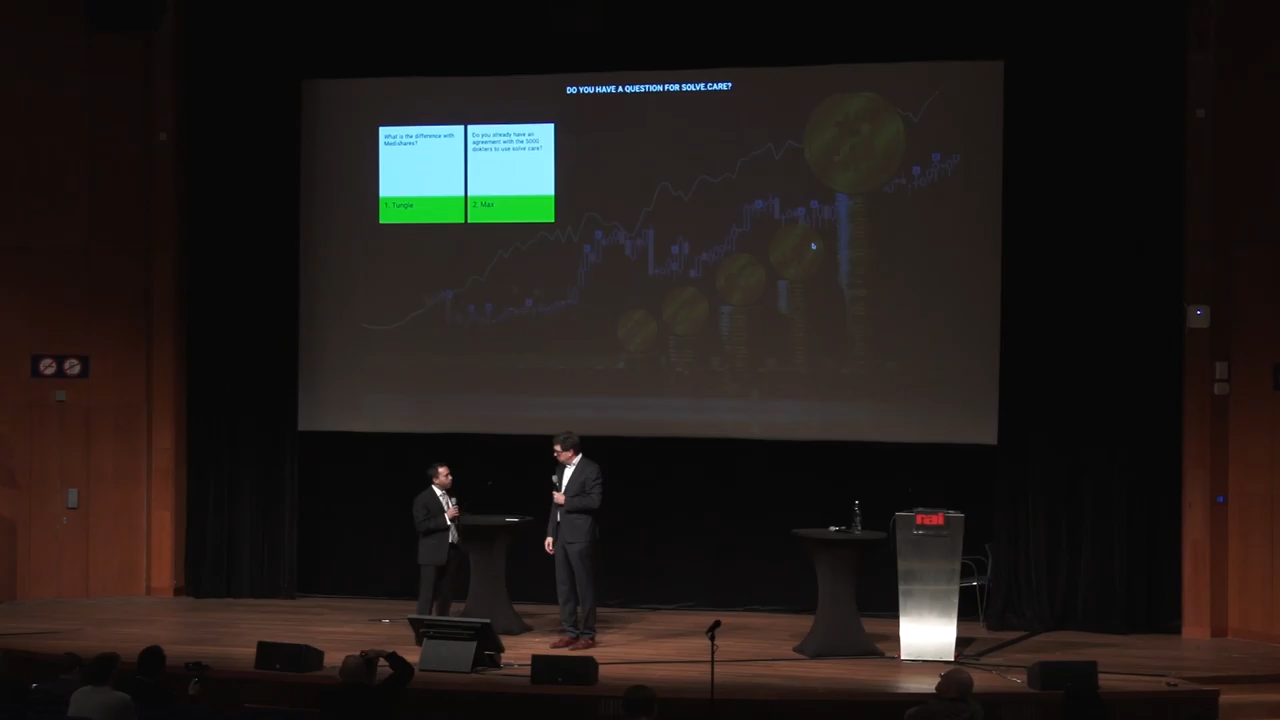 DO YOU HAVE A QUESTION FOR SOLVE.CARE?
What is the difference with
Medishares?
1. Tungle
Do you already have an
agreement with the 5000
dokters to use solve care?
2. Max
rai